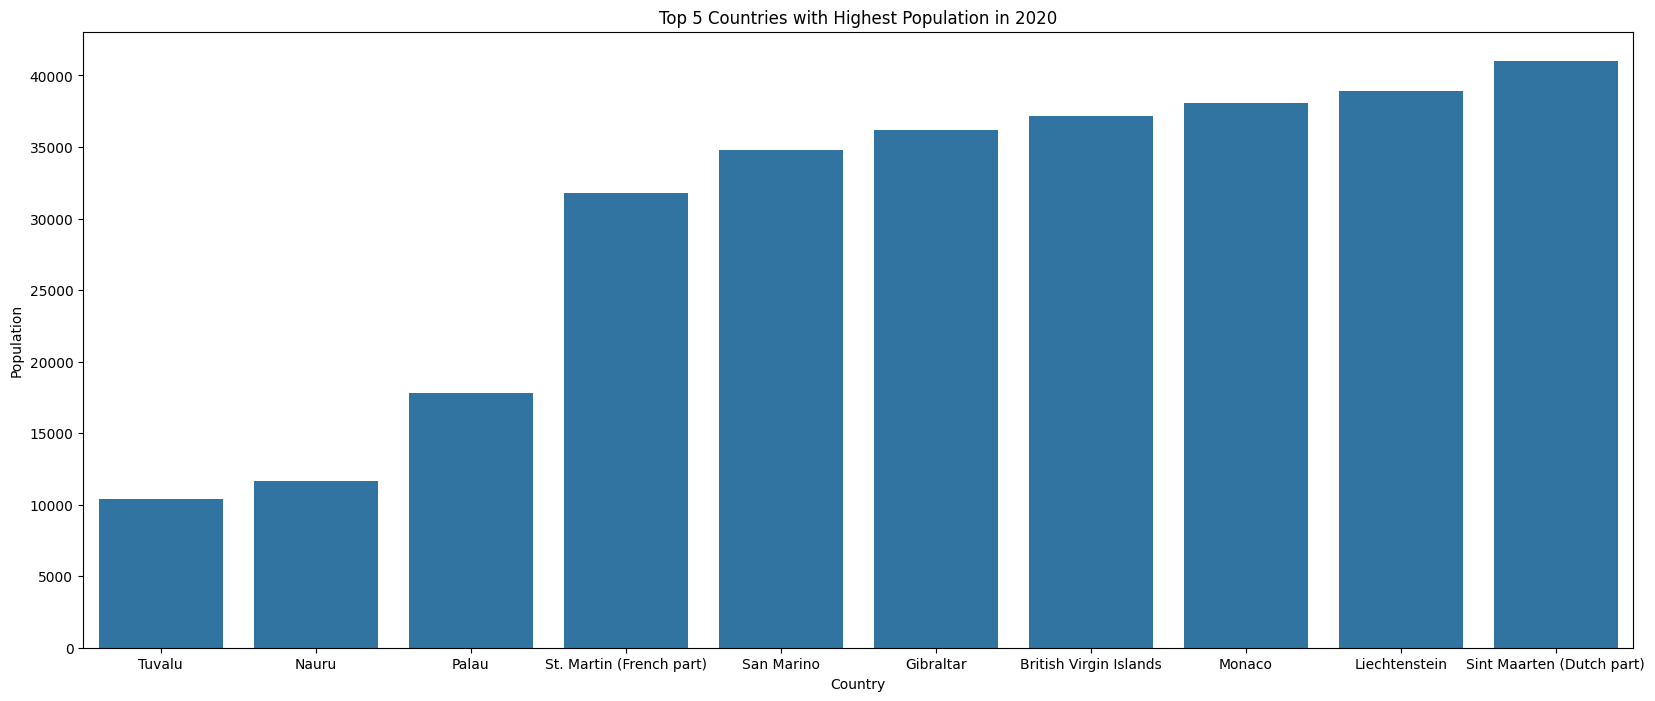 Top 5 Countries with Highest Population in 2020
Population
40000
35000
30000
25000
20000
15000
10000
5000
0
Tuvalu Nauru Palau St. Martin (French part) San Marino Gibraltar British Virgin Islands Monaco Liechtenstein Sint Maarten (Dutch part)
Country